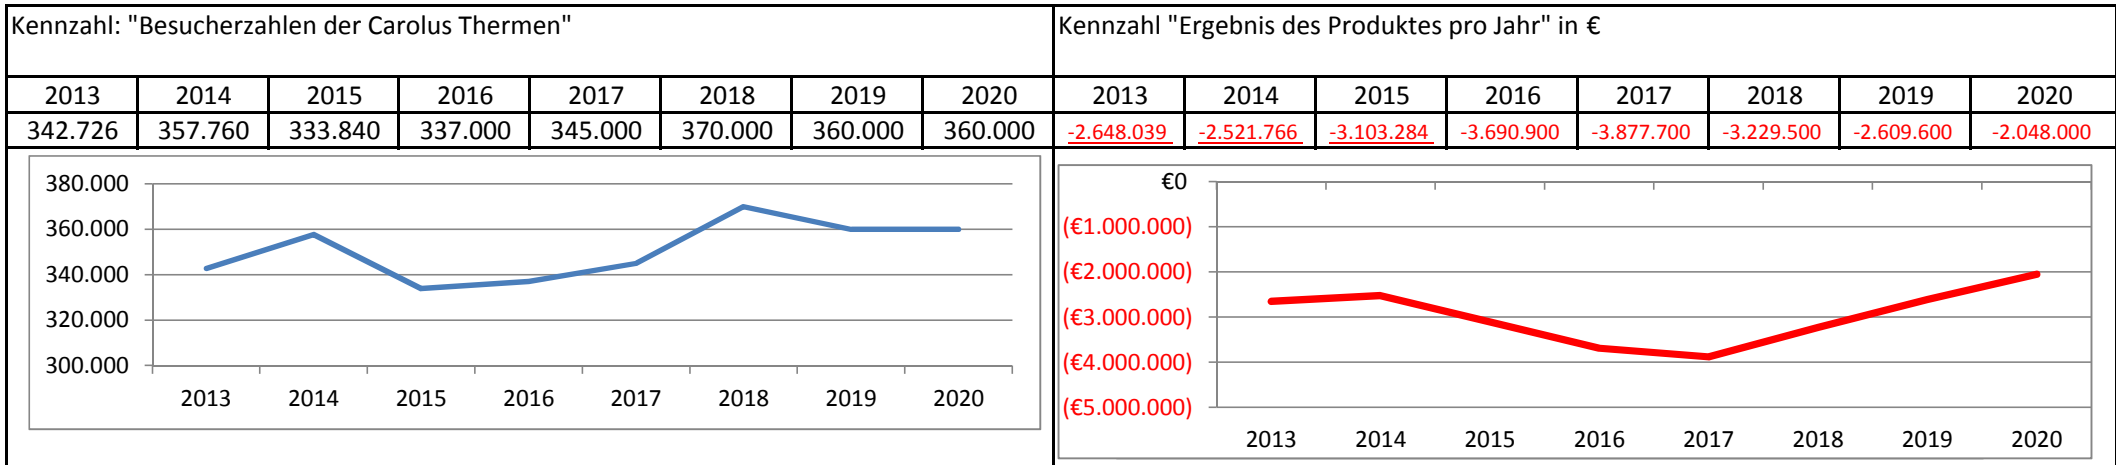 Kennzahl: "Besucherzahlen der Carolus Thermen"
2013 2014 2015 2016 2017 2018 2019 2020
342.726 357.760 333.840 337.000 345.000 370.000 360.000 360.000
380.000
360.000
340.000
320.000
300.000
2013 2014 2015 2016 2017 2018 2019 2020
Kennzahl "Ergebnis des Produktes pro Jahr" in €
2013 2014 2015 2016 2017 2018 2019 2020
-2.648.039 -2.521.766 -3.103.284 -3.690.900 -3.877.700 -3.229.500 -2.609.600 -2.048.000
€0
(€1.000.000)
(€2.000.000)
(€3.000.000)
(€4.000.000)
(€5.000.000)
2013 2014 2015 2016 2017 2018 2019 2020